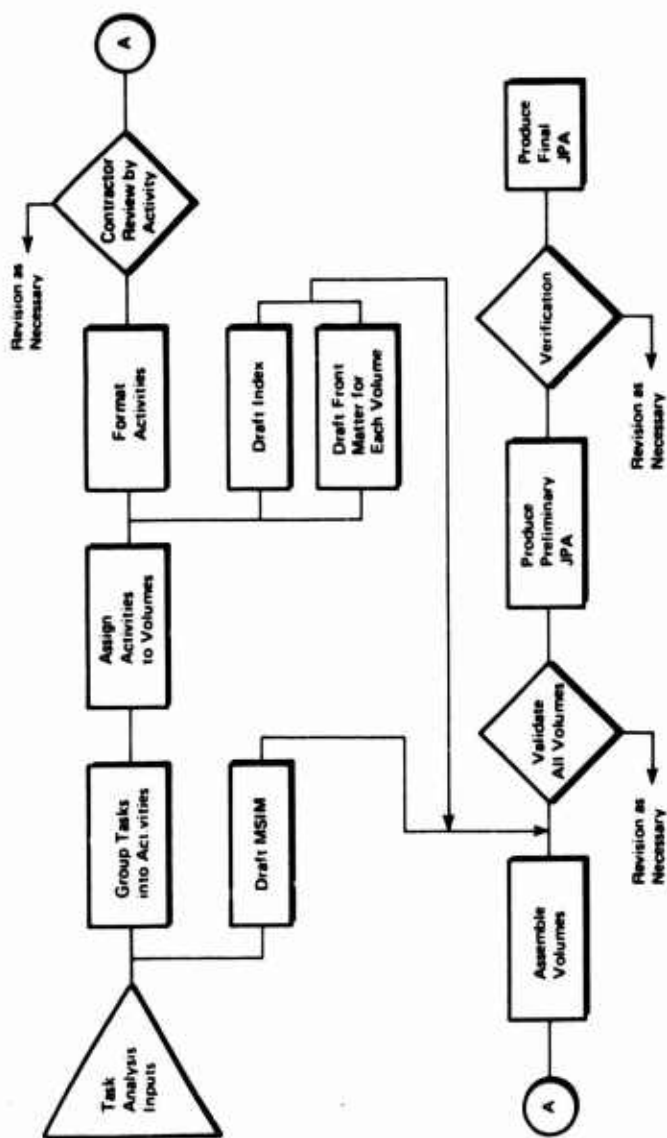 Task
Analysis
Inputs
Group Tasks
into Act vities
Draft MSIM
Assign
Activities
to Volumes
Format
Activities
Draft Index
Draft Front
Matter for
Each Volume
Contractor
Review by
Activity
Revision as
Necessary
A
A
Assemble
Volumes
Validate
All Volumes
Revision as
Necessary
Produce
Preliminary
JPA
Verification
Revision as
Necessary
Produce
Final
JPA